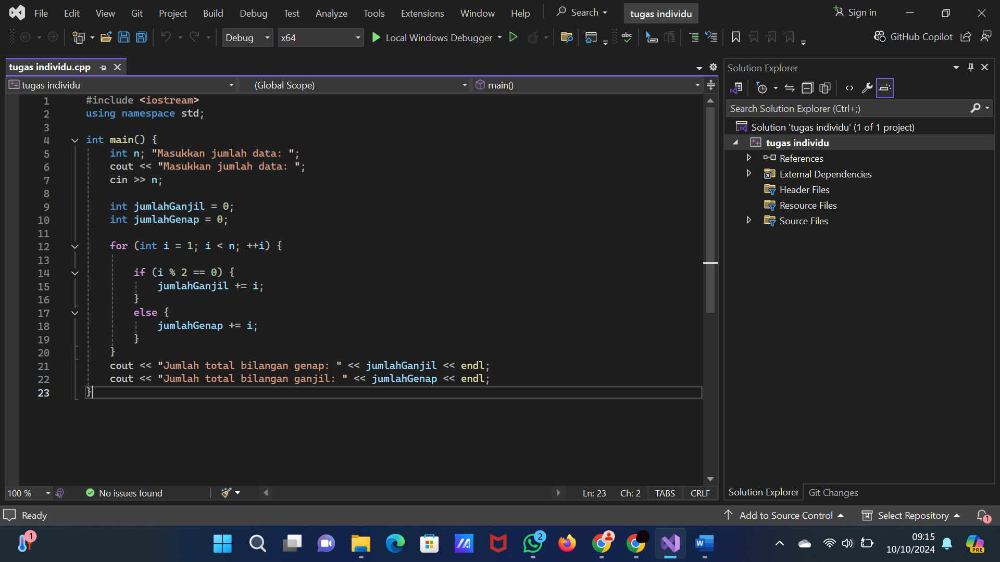 File Edit View Git Project Build Debug Test Analyze Tools Extensions Window Help Search tugas individu Sign in
Debug x64 Local Windows Debugger abc GitHub Copilot
tugas individu.cpp
tugas individu (Global Scope) main()
1 #include <iostream>
2 using namespace std;
3
4 int main() {
5 int n; "Masukkan jumlah data: ";
6 cout << "Masukkan jumlah data: ";
7 cin >> n;
8
9 int jumlahGanjil = 0;
10 int jumlahGenap = 0;
11
12 for (int i = 1; i < n; ++i) {
13
14 if (i % 2 == 0) {
15 jumlahGanjil += i;
16 }
17 else {
18 jumlahGenap += i;
19 }
20 }
21 cout << "Jumlah total bilangan genap: " << jumlahGanjil << endl;
22 cout << "Jumlah total bilangan ganjil: " << jumlahGenap << endl;
23 }
100 % No issues found Ln: 23 Ch: 2 TABS CRLF
Solution Explorer
Search Solution Explorer (Ctrl+;)
Solution 'tugas individu' (1 of 1 project)
tugas individu
References
External Dependencies
Header Files
Resource Files
Source Files
Solution Explorer Git Changes
Ready Add to Source Control Select Repository 1
1 2 W 09:15 PRE
10/10/2024